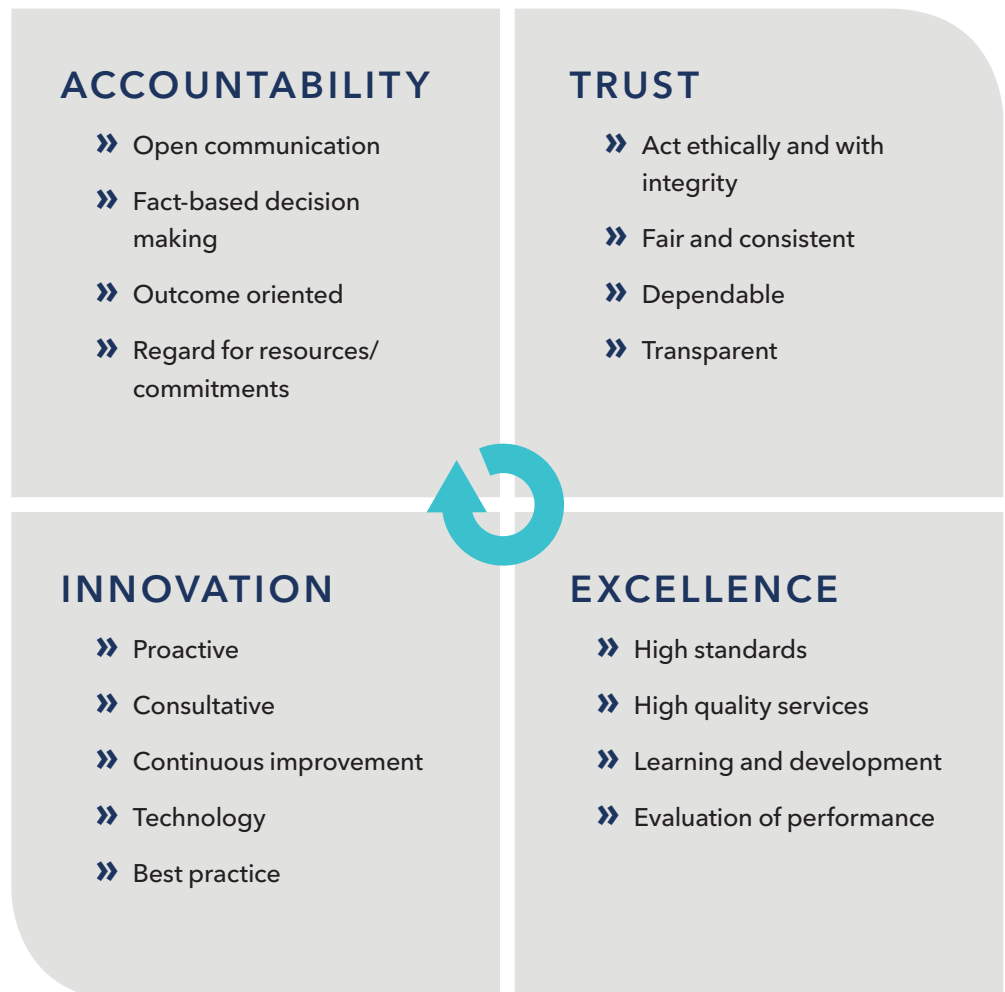 ACCOUNTABILITY
» Open communication
» Fact-based decision
making
» Outcome oriented
» Regard for resources/
commitments
TRUST
» Act ethically and with
integrity
» Fair and consistent
» Dependable
» Transparent
INNOVATION
» Proactive
» Consultative
» Continuous improvement
» Technology
» Best practice
EXCELLENCE
» High standards
» High quality services
» Learning and development
» Evaluation of performance